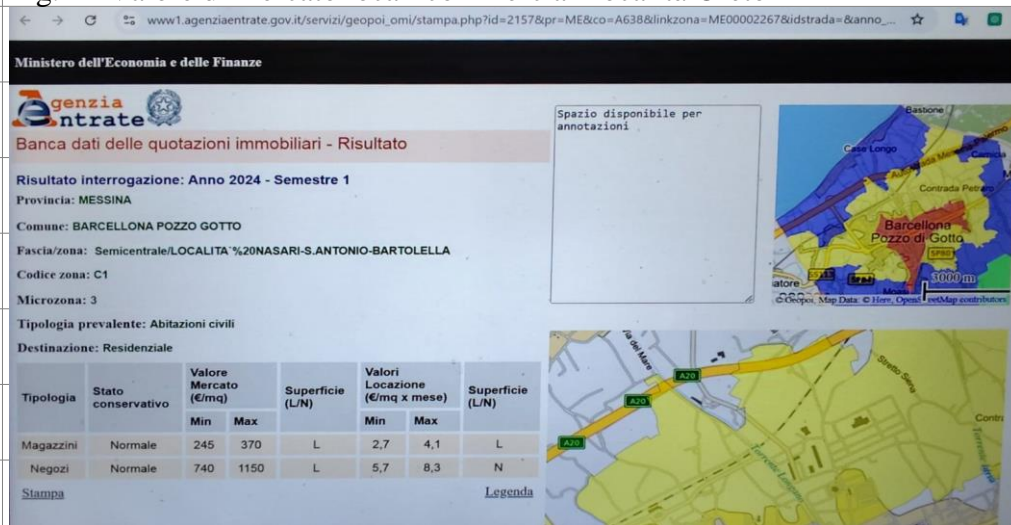 www1.agenziaentrate.gov.it/servizi/geopoi_omi/stampa.php?id=2157&pr=ME&co=A638&linkzona=ME00002267&idstrada=&anno_...
Ministero dell'Economia e delle Finanze
Agenzia
Entrate
Banca dati delle quotazioni immobiliari - Risultato
Risultato interrogazione: Anno 2024 - Semestre 1
Provincia: MESSINA
Comune: BARCELLONA POZZO GOTTO
Fascia/zona: Semicentrale/LOCALITA`%20NASARI-S.ANTONIO-BARTOLELLA
Codice zona: C1
Microzona: 3
Tipologia prevalente: Abitazioni civili
Destinazione: Residenziale
Tipologia Stato conservativo Valore Mercato (€/mq) Superficie (L/N) Valori Locazione (€/mq x mese) Superficie (L/N)
Min Max Min Max
Magazzini Normale 245 370 L 2,7 4,1 L
Negozi Normale 740 1150 L 5,7 8,3 N
Stampa Legenda
Spazio disponibile per
annotazioni
Bastione
Case Longo
Camicia
Contrada Petraro
Barcellona
Pozzo di Gotto
SP80
3000 m
© Geopoi, Map Data: © Here, OpenStreetMap contributors
A20
A20
A20
Stretto Siena
Contra